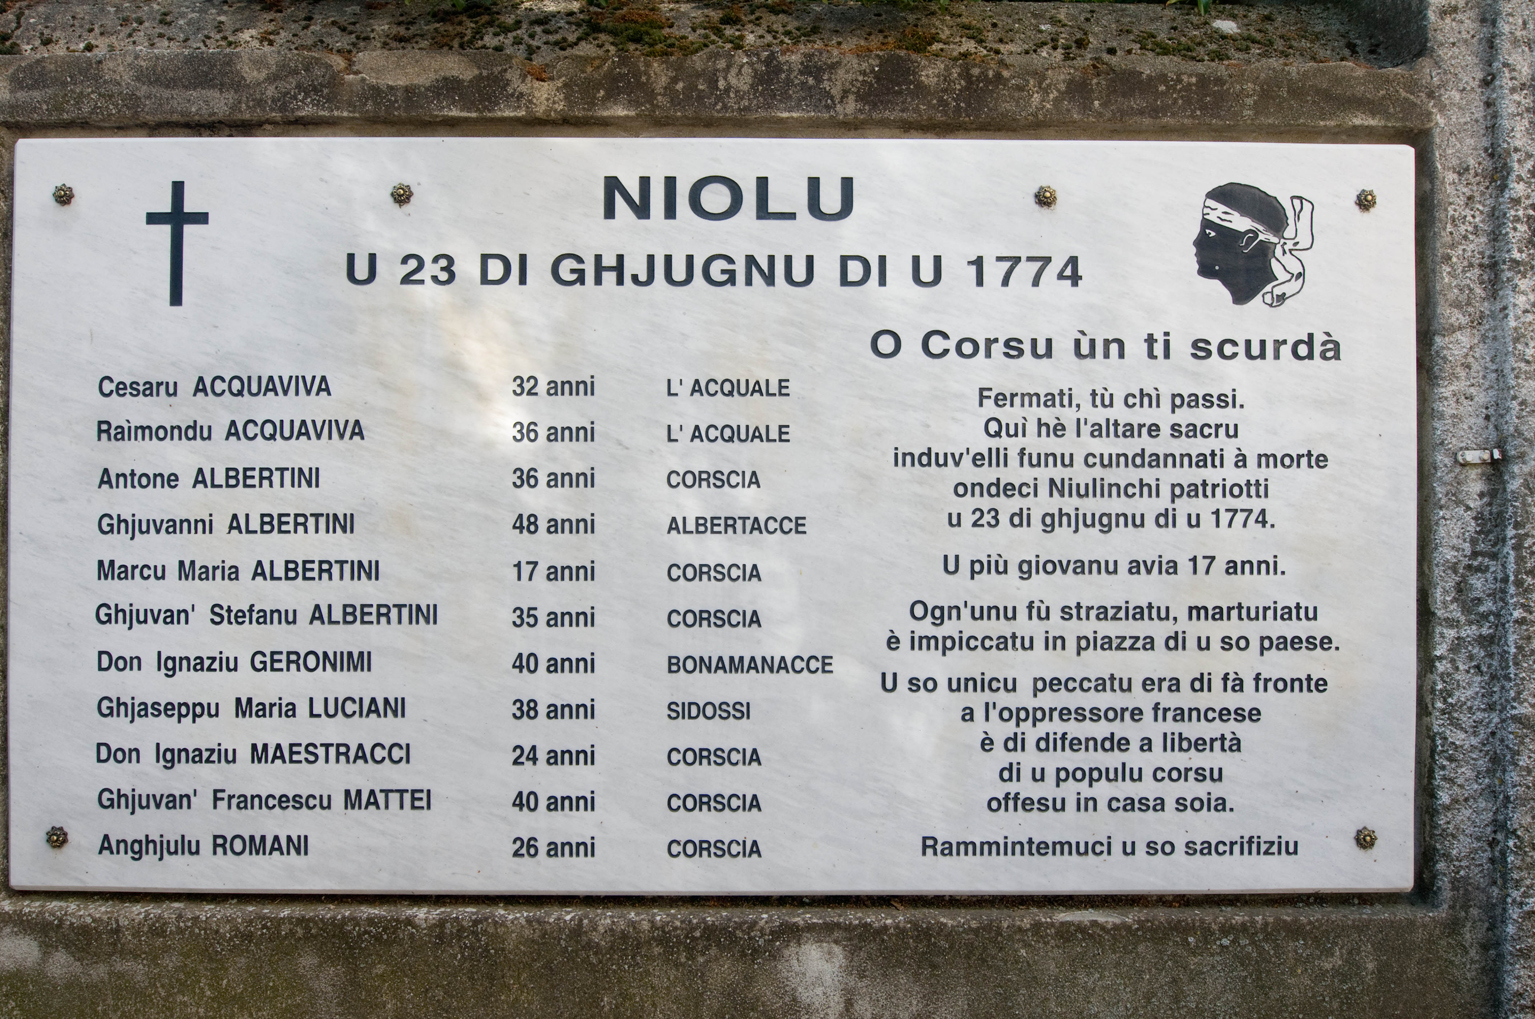 NIOLU
U 23 DI GHJUGNU DI U 1774
Cesaru ACQUAVIVA 32 anni L' ACQUALE
Raìmondu ACQUAVIVA 36 anni L' ACQUALE
Antone ALBERTINI 36 anni CORSCIA
Ghjuvanni ALBERTINI 48 anni ALBERTACCE
Marcu Maria ALBERTINI 17 anni CORSCIA
Ghjuvan' Stefanu ALBERTINI 35 anni CORSCIA
Don Ignaziu GERONIMI 40 anni BONAMANACCE
Ghjaseppu Maria LUCIANI 38 anni SIDOSSI
Don Ignaziu MAESTRACCI 24 anni CORSCIA
Ghjuvan' Francescu MATTEI 40 anni CORSCIA
Anghjulu ROMANI 26 anni CORSCIA
O Corsu ùn ti scurdà
Fermati, tù chì passi.
Quì hè l'altare sacru
induv'elli funu cundannati à morte
ondeci Niulinchi patriotti
u 23 di ghjugnu di u 1774.
U più giovanu avia 17 anni.
Ogn'unu fù straziatu, marturiatu
è impiccatu in piazza di u so paese.
U so unicu peccatu era di fà fronte
a l'oppressore francese
è di difende a libertà
di u populu corsu
offesu in casa soia.
Rammintemuci u so sacrifiziu